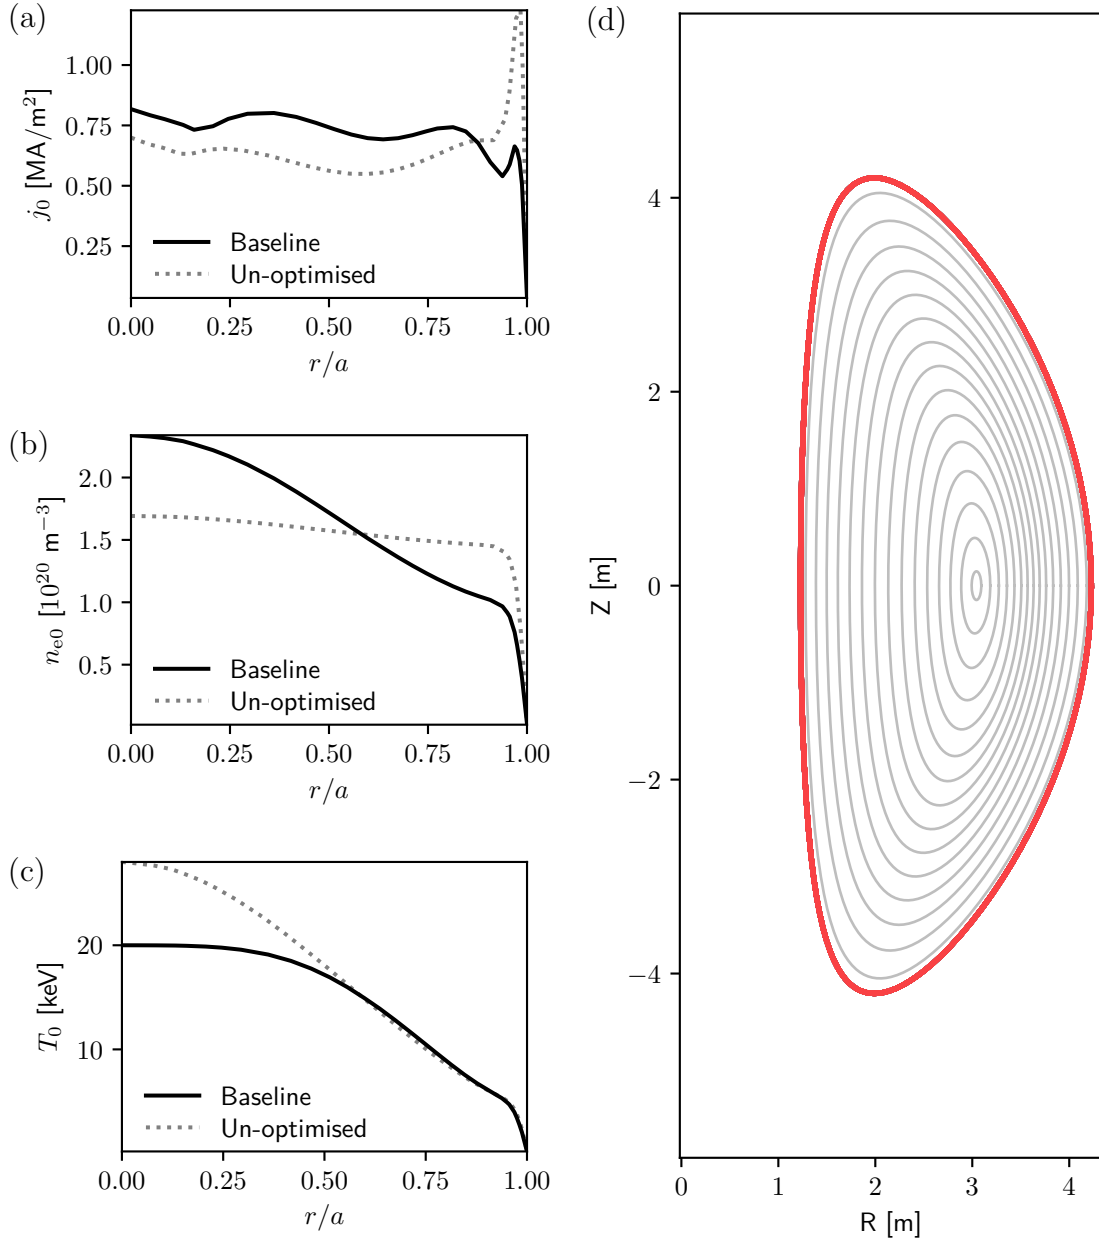 (a)
j₀ [MA/m²]
1.00
0.75
0.50
0.25
Baseline
Un-optimised
0.00 0.25 0.50 0.75 1.00
r/a
(b)
nₑ₀ [10²⁰ m⁻³]
2.0
1.5
1.0
0.5
Baseline
Un-optimised
0.00 0.25 0.50 0.75 1.00
r/a
(c)
T₀ [keV]
20
10
Baseline
Un-optimised
0.00 0.25 0.50 0.75 1.00
r/a
(d)
Z [m]
4
2
0
−2
−4
0 1 2 3 4
R [m]